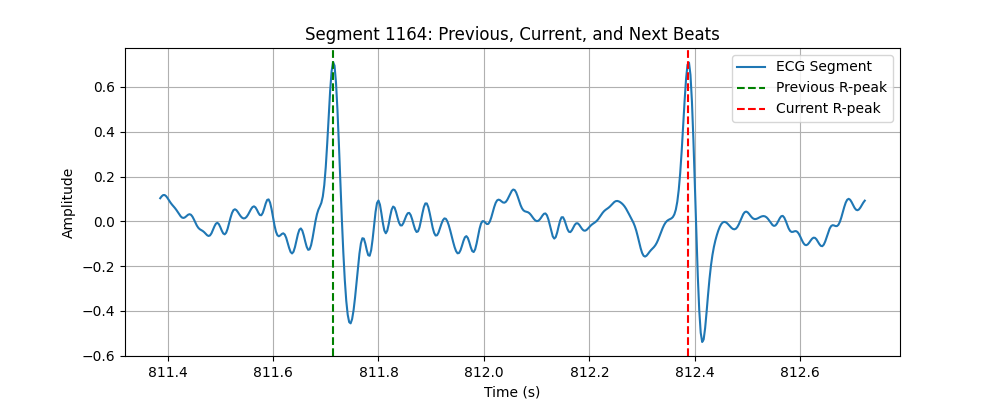 Segment 1164: Previous, Current, and Next Beats
ECG Segment
Previous R-peak
Current R-peak
Amplitude
0.6
0.4
0.2
0.0
−0.2
−0.4
−0.6
811.4 811.6 811.8 812.0 812.2 812.4 812.6
Time (s)